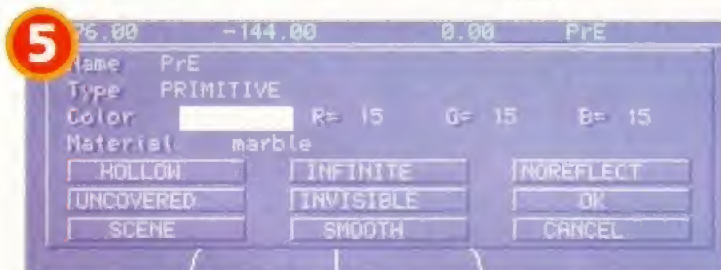 5
76.00 -144.00 0.00 PrE
Name PrE
Type PRIMITIVE
Color R= 15 G= 15 B= 15
Material marble
HOLLOW INFINITE NOREFLECT
UNCOVERED INVISIBLE OK
SCENE SMOOTH CANCEL